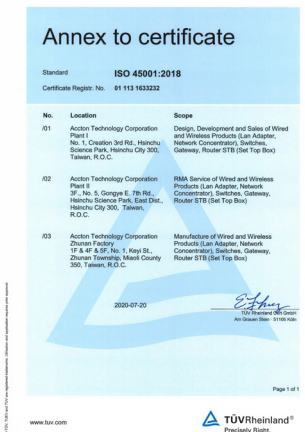 Annex to certificate
Standard ISO 45001:2018
Certificate Registr. No. 01 113 1633232
No. Location Scope
/01 Accton Technology Corporation Design, Development and Sales of Wired
Plant I and Wireless Products (Lan Adapter,
No. 1, Creation 3rd Rd., Hsinchu Network Concentrator), Switches,
Science Park, Hsinchu City 300, Gateway, Router STB (Set Top Box)
Taiwan, R.O.C.
/02 Accton Technology Corporation RMA Service of Wired and Wireless
Plant II Products (Lan Adapter, Network
3F., No. 5, Gongye E. 7th Rd., Concentrator), Switches, Gateway,
Hsinchu Science Park, East Dist., Router STB (Set Top Box)
Hsinchu City 300, Taiwan,
R.O.C.
/03 Accton Technology Corporation Manufacture of Wired and Wireless
Zhunan Factory Products (Lan Adapter, Network
1F & 4F & 5F, No. 1, Keyi St., Concentrator), Switches, Gateway,
Zhunan Township, Miaoli County Router STB (Set Top Box)
350, Taiwan, R.O.C.
2020-07-20
TÜV Rheinland Cert GmbH
Am Grauen Stein · 51105 Köln
Page 1 of 1
www.tuv.com
TÜVRheinland®
Precisely Right.